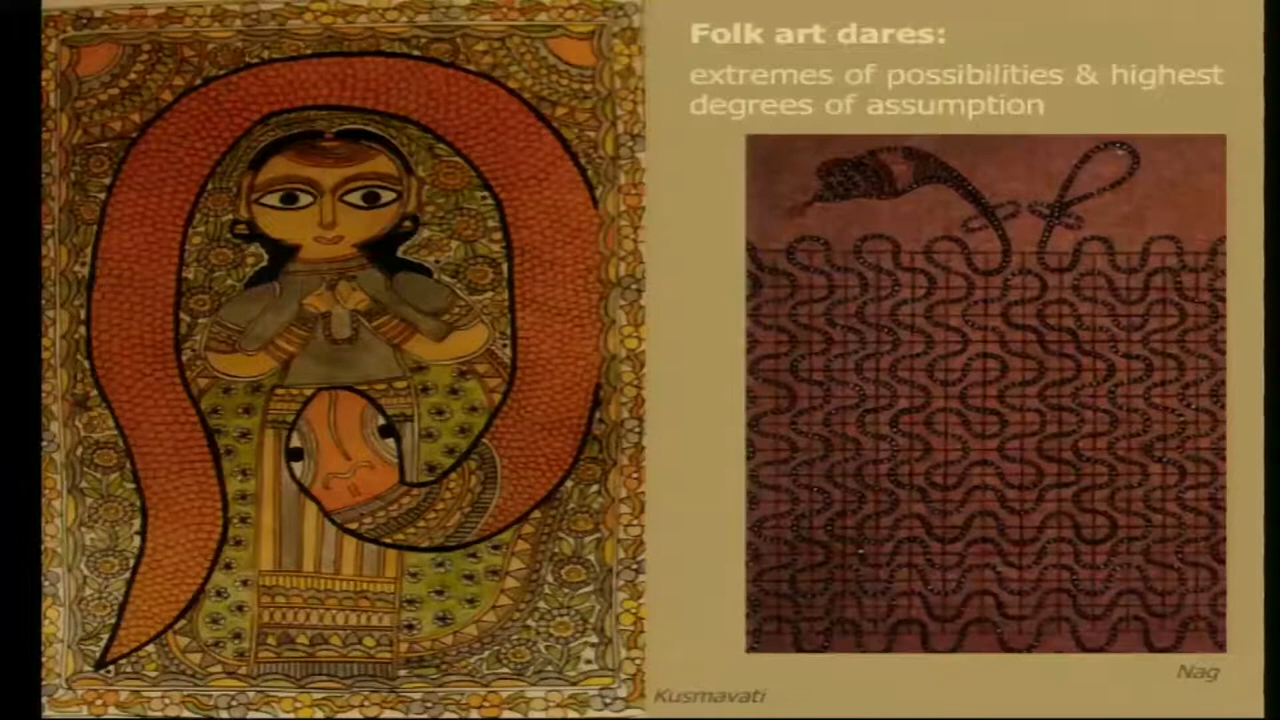 Folk art dares:
extremes of possibilities & highest
degrees of assumption
Nag
Kusmavati